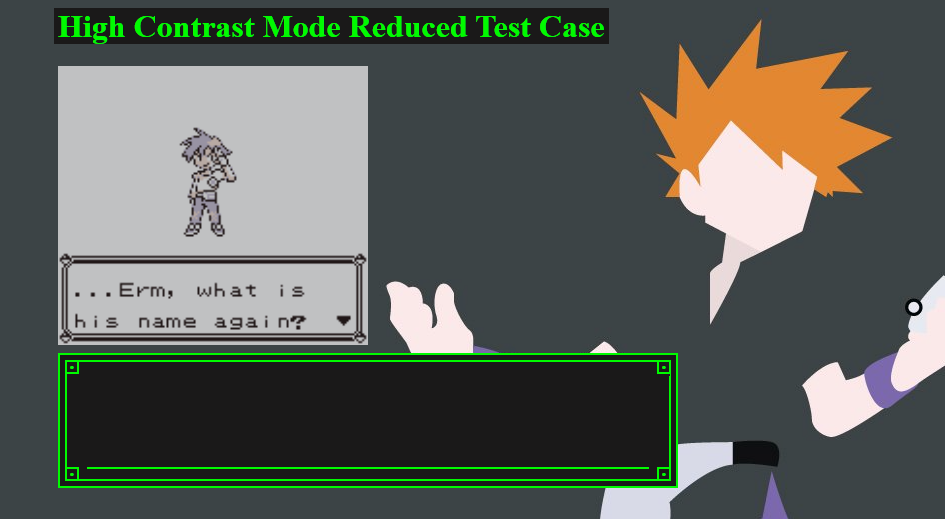 High Contrast Mode Reduced Test Case
...Erm, what is
his name again?